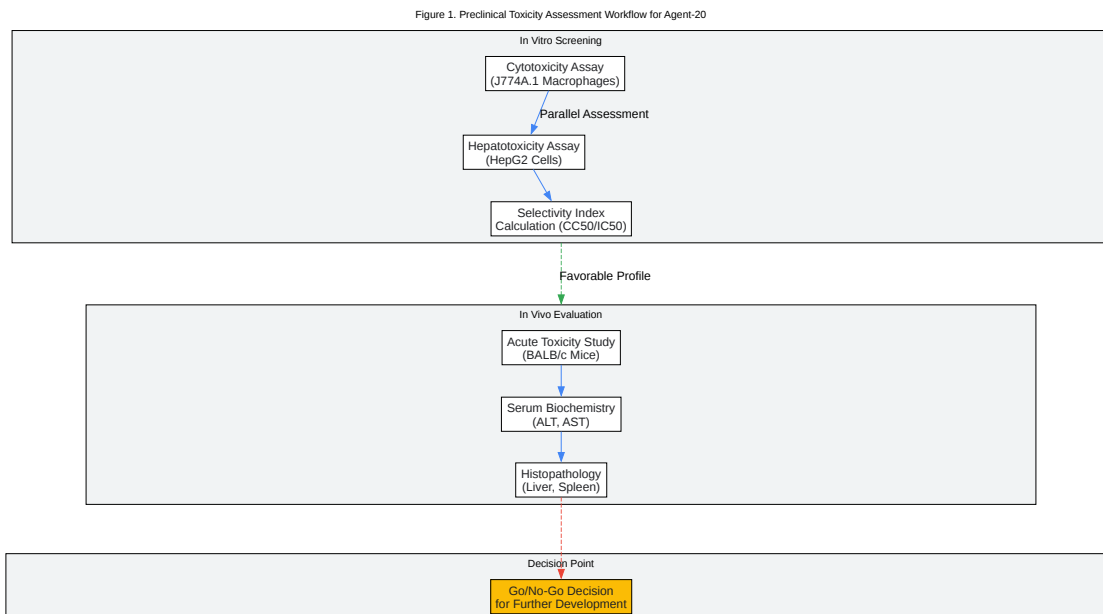 Figure 1. Preclinical Toxicity Assessment Workflow for Agent-20
In Vitro Screening
Cytotoxicity Assay
(J774A.1 Macrophages)
Parallel Assessment
Hepatotoxicity Assay
(HepG2 Cells)
Selectivity Index
Calculation (CC50/IC50)
Favorable Profile
In Vivo Evaluation
Acute Toxicity Study
(BALB/c Mice)
Serum Biochemistry
(ALT, AST)
Histopathology
(Liver, Spleen)
Decision Point
Go/No-Go Decision
for Further Development